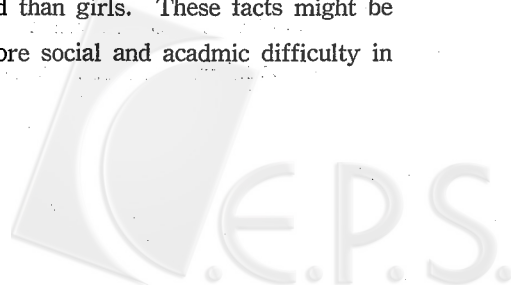 d than girls. These facts might be
ore social and acadmic difficulty in
C.E.P.S.